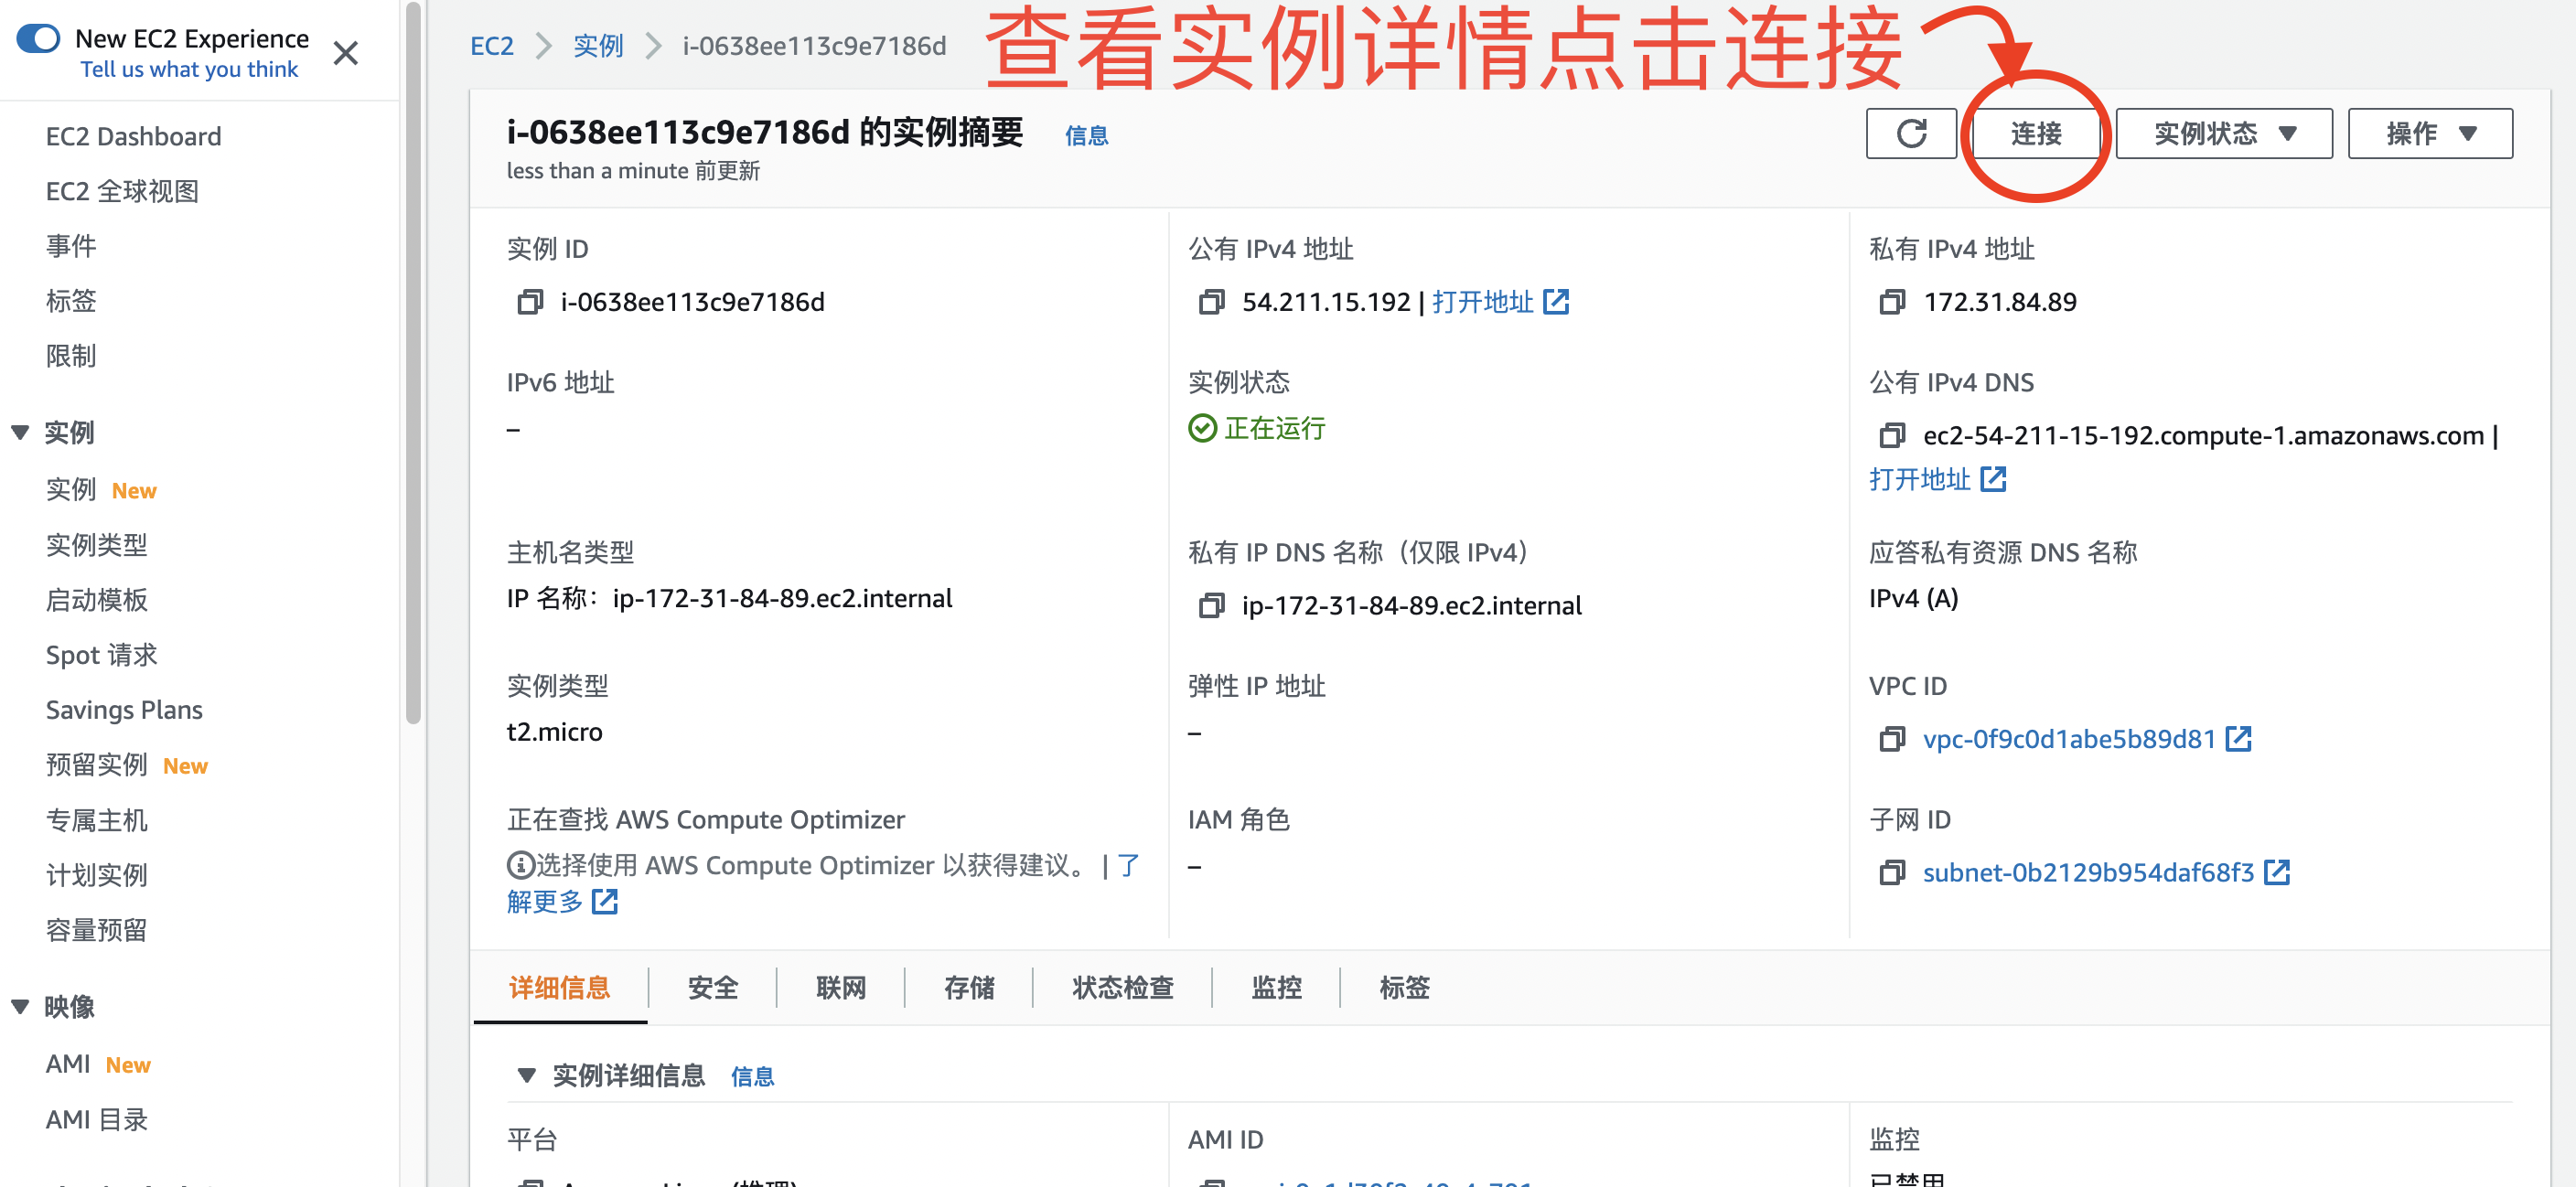 New EC2 Experience
Tell us what you think
EC2 Dashboard
EC2 全球视图
事件
标签
限制
实例
实例 New
实例类型
启动模板
Spot 请求
Savings Plans
预留实例 New
专属主机
计划实例
容量预留
映像
AMI New
AMI 目录
EC2 实例 i-0638ee113c9e7186d
查看实例详情点击连接
i-0638ee113c9e7186d 的实例摘要 信息
less than a minute 前更新
连接
实例状态
操作
实例 ID
i-0638ee113c9e7186d
公有 IPv4 地址
54.211.15.192 | 打开地址
私有 IPv4 地址
172.31.84.89
IPv6 地址
–
实例状态
正在运行
公有 IPv4 DNS
ec2-54-211-15-192.compute-1.amazonaws.com |
打开地址
主机名类型
IP 名称：ip-172-31-84-89.ec2.internal
私有 IP DNS 名称（仅限 IPv4）
ip-172-31-84-89.ec2.internal
应答私有资源 DNS 名称
IPv4 (A)
实例类型
t2.micro
弹性 IP 地址
–
VPC ID
vpc-0f9c0d1abe5b89d81
正在查找 AWS Compute Optimizer
选择使用 AWS Compute Optimizer 以获得建议。 | 了
解更多
IAM 角色
–
子网 ID
subnet-0b2129b954daf68f3
详细信息 安全 联网 存储 状态检查 监控 标签
实例详细信息 信息
平台
AMI ID
监控
已禁用